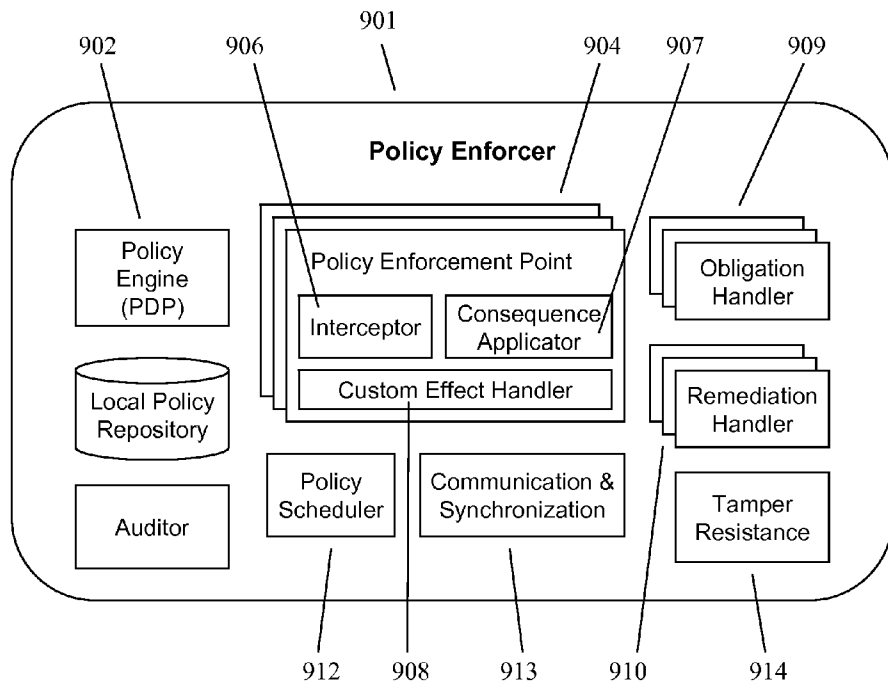 902
906
901
904
907
909
Policy Enforcer
Policy
Engine
(PDP)
Policy Enforcement Point
Interceptor
Consequence
Applicator
Custom Effect Handler
Obligation
Handler
Local Policy
Repository
Remediation
Handler
Auditor
Policy
Scheduler
Communication &
Synchronization
Tamper
Resistance
912
908
913
910
914